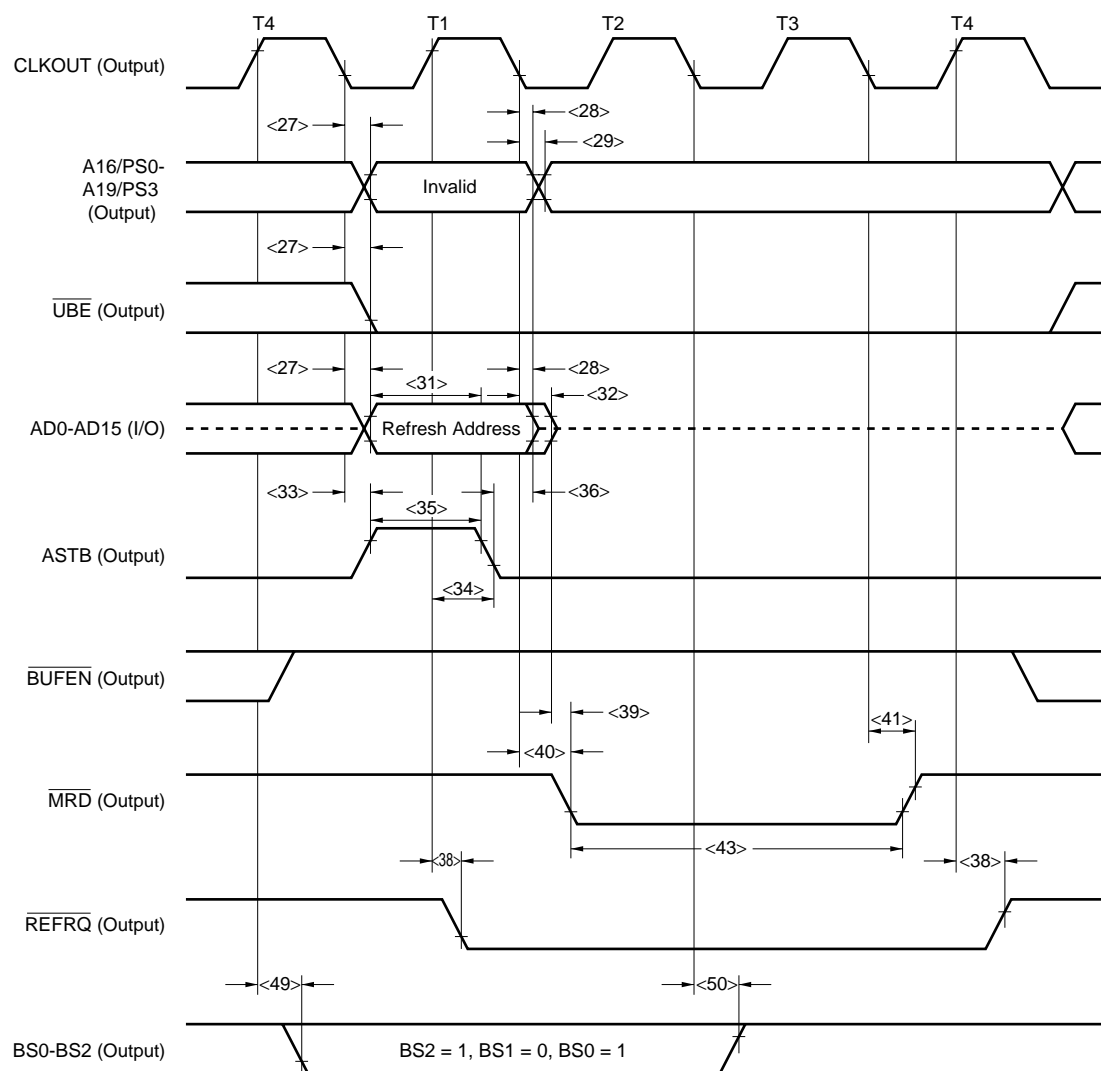 T4 T1 T2 T3 T4
CLKOUT (Output)
<28>
<27>
<29>
A16/PS0-
A19/PS3
(Output)
Invalid
<27>
UBE (Output)
<27> <28>
<31> <32>
AD0-AD15 (I/O) Refresh Address
<33> <36>
<35>
ASTB (Output)
<34>
BUFEN (Output)
<39> <41>
<40>
MRD (Output)
<43>
<38> <38>
REFRQ (Output)
<49> <50>
BS0-BS2 (Output) BS2 = 1, BS1 = 0, BS0 = 1